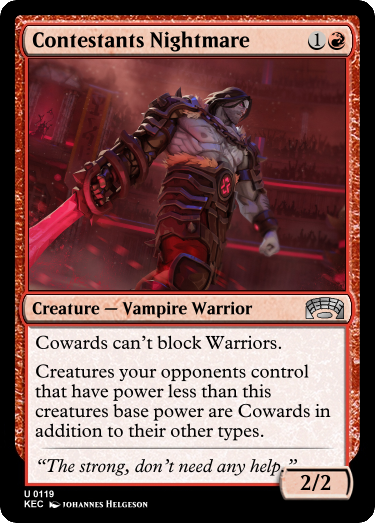 Contestants Nightmare 1
Creature — Vampire Warrior
Cowards can't block Warriors.
Creatures your opponents control
that have power less than this
creatures base power are Cowards in
addition to their other types.
"The strong, don't need any help."
2/2
U 0119
KEC Johannes Helgeson